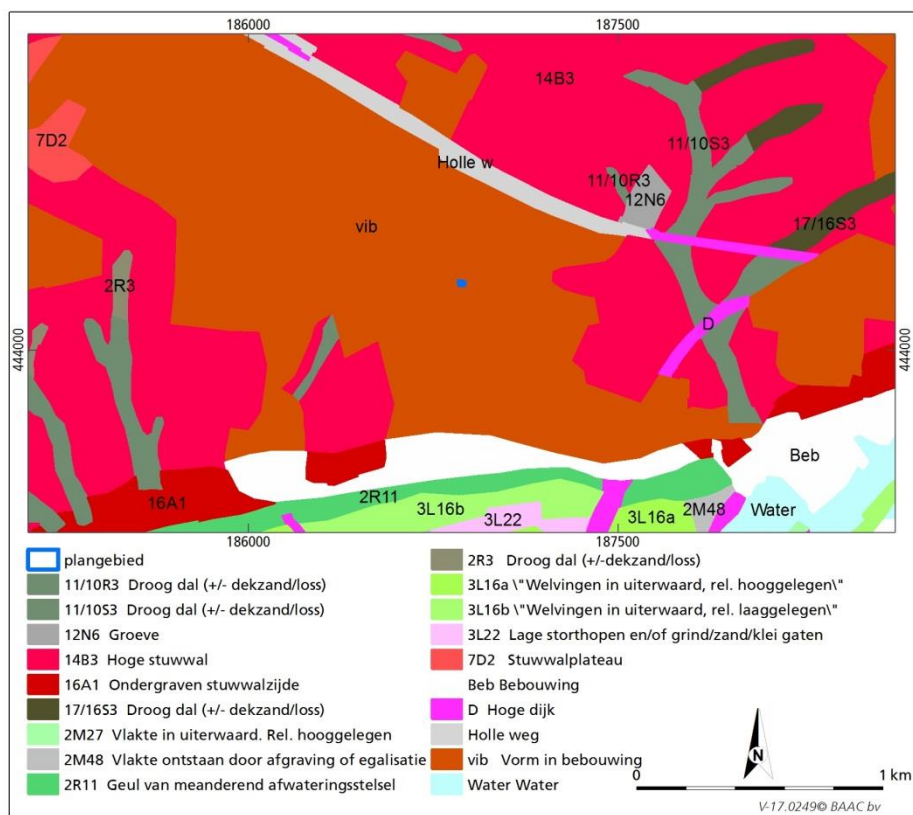 186000 187500
14B3
7D2
Holle w
11/10S3
11/10R3
12N6
vib
17/16S3
2R3
D
444000 444000
Beb
16A1
2R11
3L16b
3L22
3L16a
2M48
Water
186000 187500
plangebied
11/10R3 Droog dal (+/- dekzand/loss)
11/10S3 Droog dal (+/- dekzand/loss)
12N6 Groeve
14B3 Hoge stuwwal
16A1 Ondergraven stuwwalzijde
17/16S3 Droog dal (+/- dekzand/loss)
2M27 Vlakte in uiterwaard. Rel. hooggelegen
2M48 Vlakte ontstaan door afgraving of egalisatie
2R11 Geul van meanderend afwateringsstelsel
2R3 Droog dal (+/- dekzand/loss)
3L16a \"Welvingen in uiterwaard, rel. hooggelegen\"
3L16b \"Welvingen in uiterwaard, rel. laaggelegen\"
3L22 Lage storthopen en/of grind/zand/klei gaten
7D2 Stuwwalplateau
Beb Bebouwing
D Hoge dijk
Holle weg
vib Vorm in bebouwing
Water Water
N
0 1 km
V-17.0249© BAAC bv